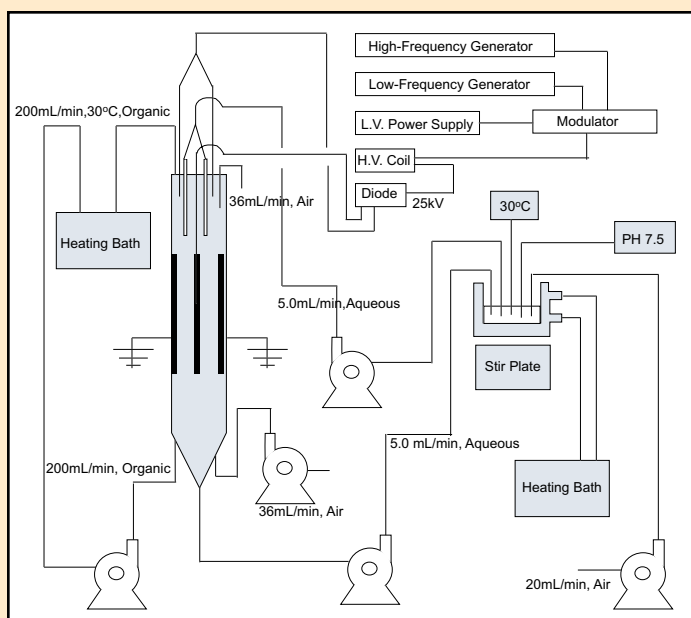 High-Frequency Generator
Low-Frequency Generator
200mL/min,30°C,Organic
L.V. Power Supply
Modulator
H.V. Coil
36mL/min, Air
Diode
25kV
30°C
Heating Bath
PH 7.5
5.0mL/min,Aqueous
Stir Plate
200mL/min, Organic
5.0 mL/min, Aqueous
Heating Bath
36mL/min, Air
20mL/min, Air